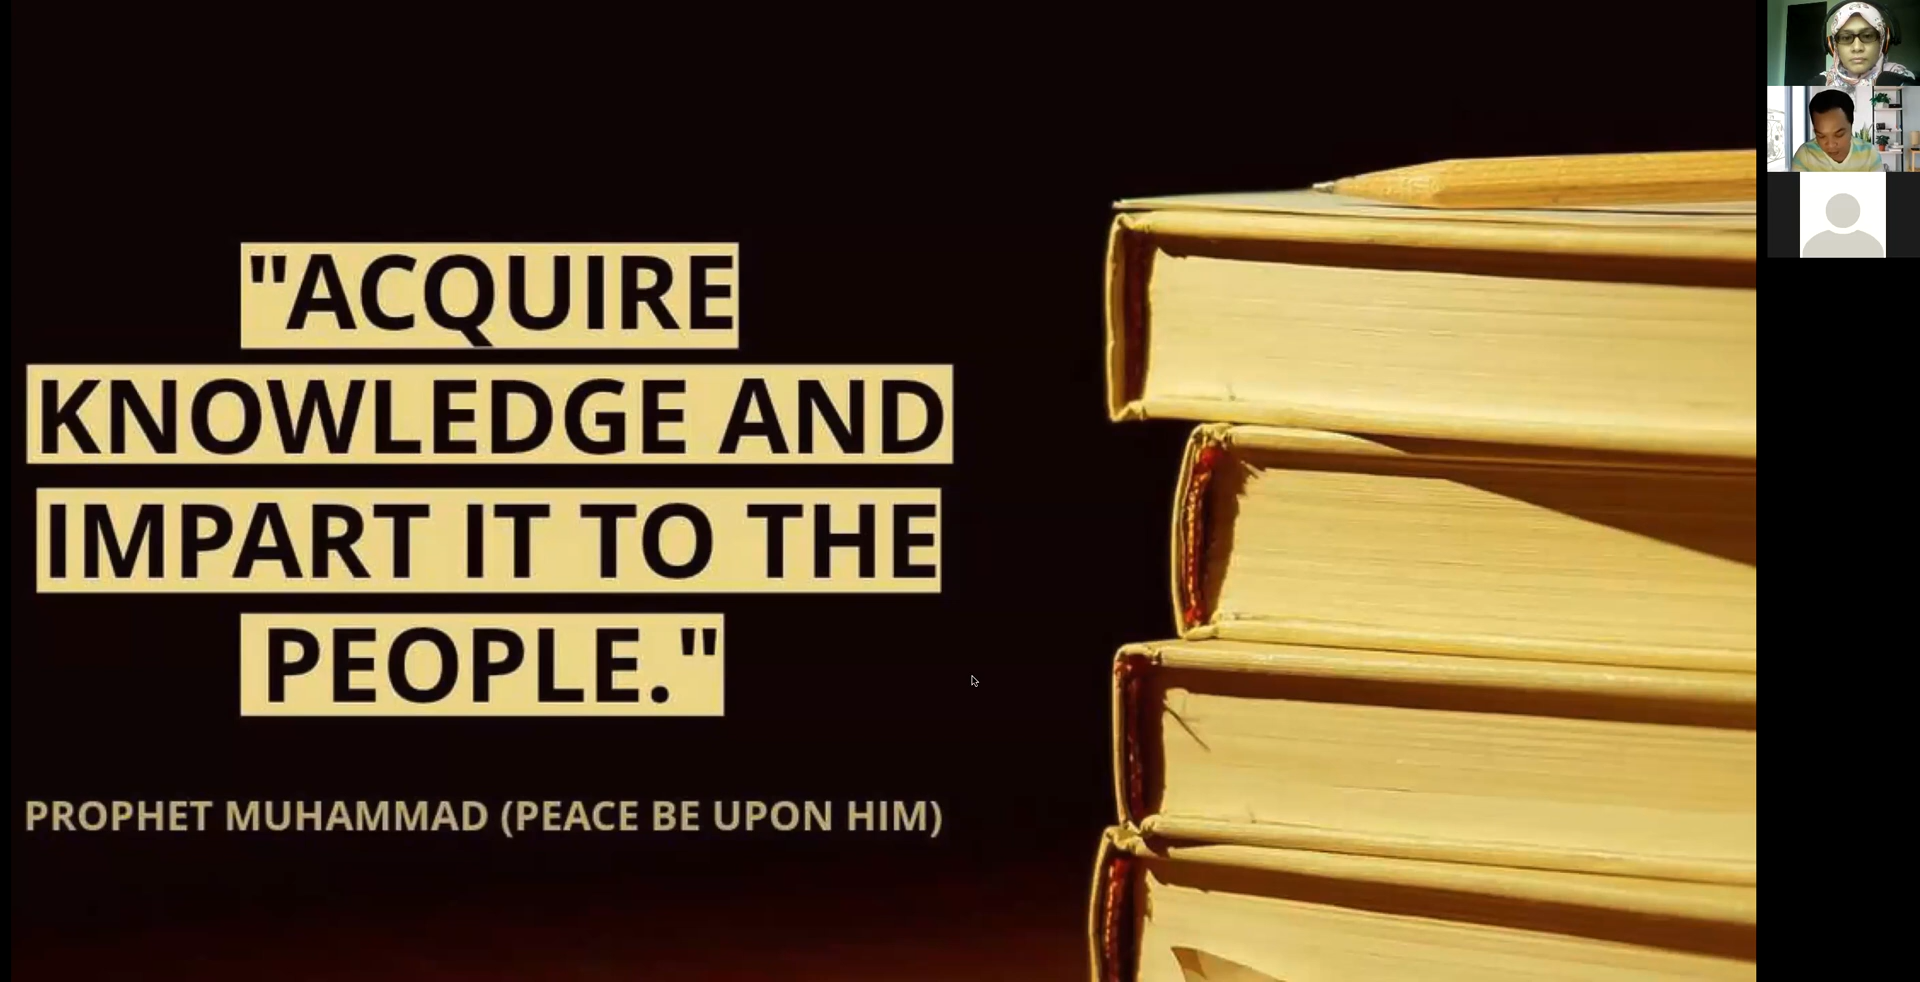 "ACQUIRE
KNOWLEDGE AND
IMPART IT TO THE
PEOPLE."
PROPHET MUHAMMAD (PEACE BE UPON HIM)